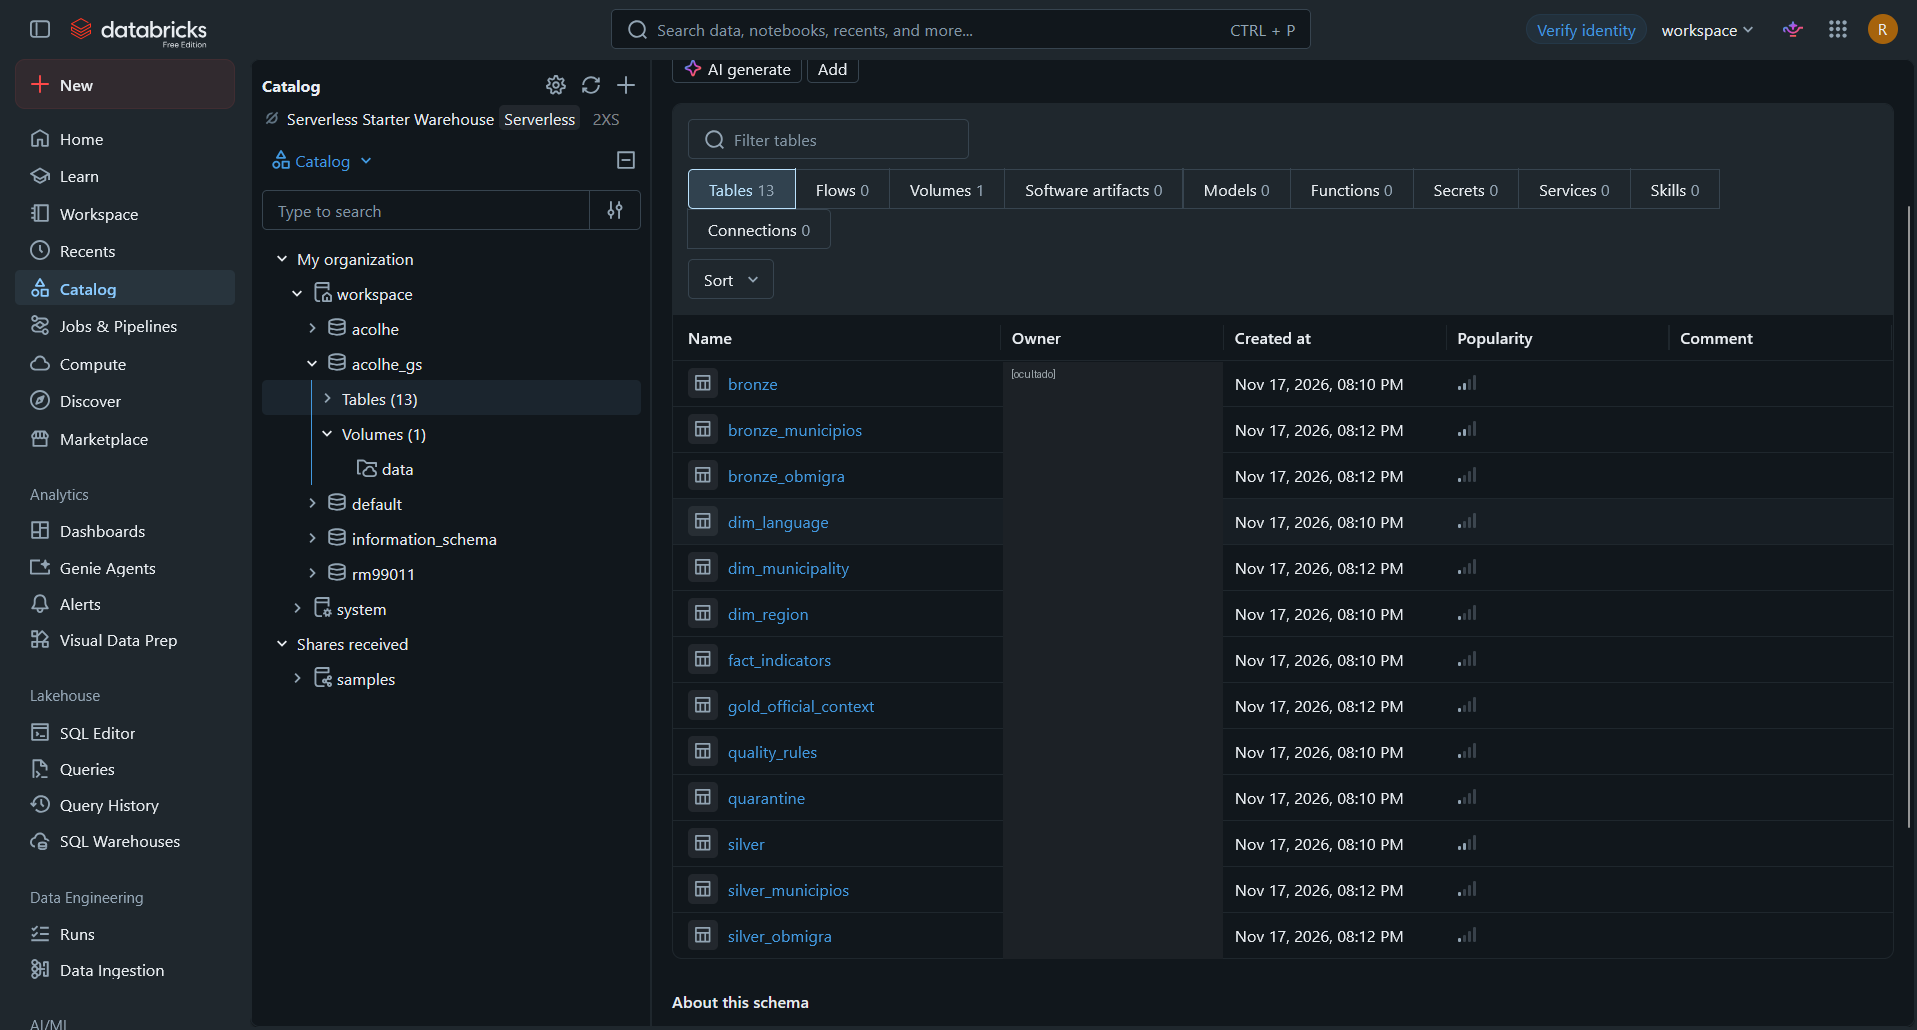 databricks
Free Edition
Search data, notebooks, recents, and more...
CTRL + P
Verify identity
workspace
R
New
Home
Learn
Workspace
Recents
Catalog
Jobs & Pipelines
Compute
Discover
Marketplace
Analytics
Dashboards
Genie Agents
Alerts
Visual Data Prep
Lakehouse
SQL Editor
Queries
Query History
SQL Warehouses
Data Engineering
Runs
Data Ingestion
AI/ML
Catalog
Serverless Starter Warehouse Serverless 2XS
Catalog
Type to search
My organization
workspace
acolhe
acolhe_gs
Tables (13)
Volumes (1)
data
default
information_schema
rm99011
system
Shares received
samples
AI generate Add
Filter tables
Tables 13 Flows 0 Volumes 1 Software artifacts 0 Models 0 Functions 0 Secrets 0 Services 0 Skills 0
Connections 0
Sort
Name Owner Created at Popularity Comment
[ocultado]
bronze Nov 17, 2026, 08:10 PM
bronze_municipios Nov 17, 2026, 08:12 PM
bronze_obmigra Nov 17, 2026, 08:12 PM
dim_language Nov 17, 2026, 08:10 PM
dim_municipality Nov 17, 2026, 08:12 PM
dim_region Nov 17, 2026, 08:10 PM
fact_indicators Nov 17, 2026, 08:10 PM
gold_official_context Nov 17, 2026, 08:12 PM
quality_rules Nov 17, 2026, 08:10 PM
quarantine Nov 17, 2026, 08:10 PM
silver Nov 17, 2026, 08:10 PM
silver_municipios Nov 17, 2026, 08:12 PM
silver_obmigra Nov 17, 2026, 08:12 PM
About this schema